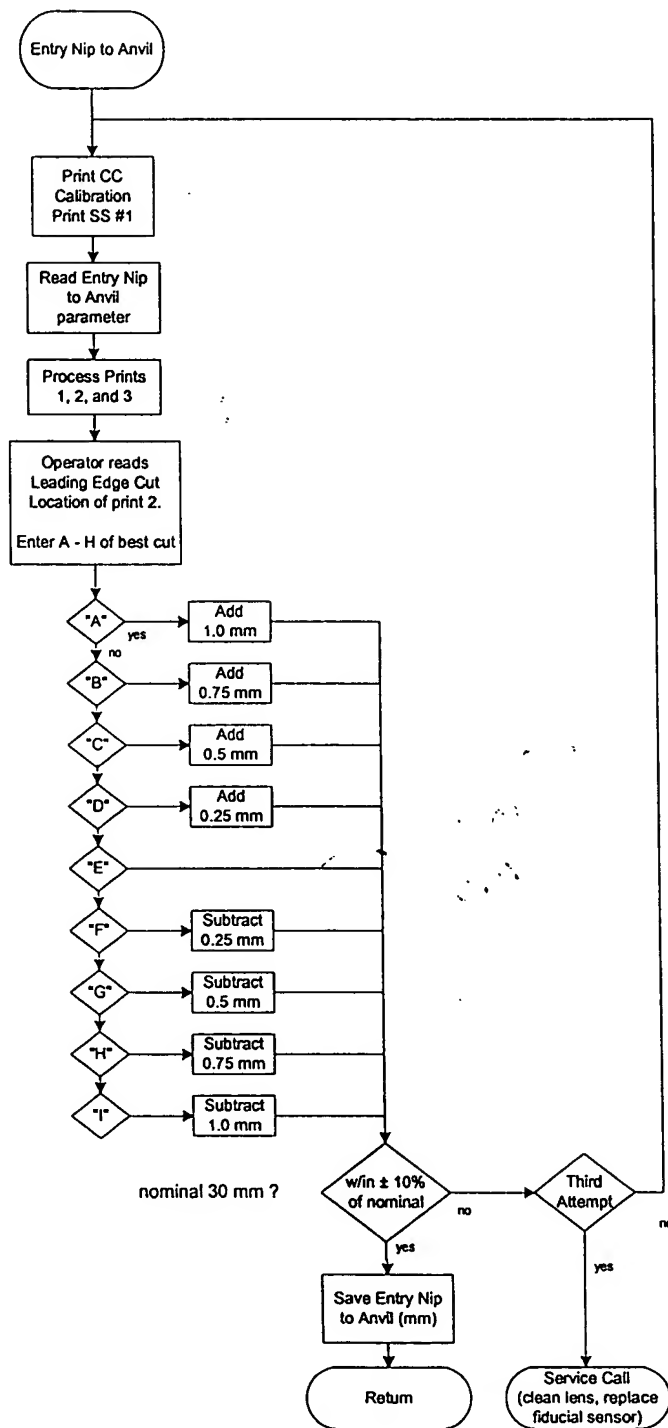 Entry Nip to Anvil
Print CC
Calibration
Print SS #1
Read Entry Nip
to Anvil
parameter
Process Prints
1, 2, and 3
Operator reads
Leading Edge Cut
Location of print 2.
Enter A - H of best cut
"A"
yes
Add
1.0 mm
no
"B"
Add
0.75 mm
"C"
Add
0.5 mm
"D"
Add
0.25 mm
"E"
"F"
Subtract
0.25 mm
"G"
Subtract
0.5 mm
"H"
Subtract
0.75 mm
"I"
Subtract
1.0 mm
nominal 30 mm ?
w/in ± 10%
of nominal
no
Third
Attempt
no
yes
yes
Save Entry Nip
to Anvil (mm)
Return
Service Call
(clean lens, replace
fiducial sensor)